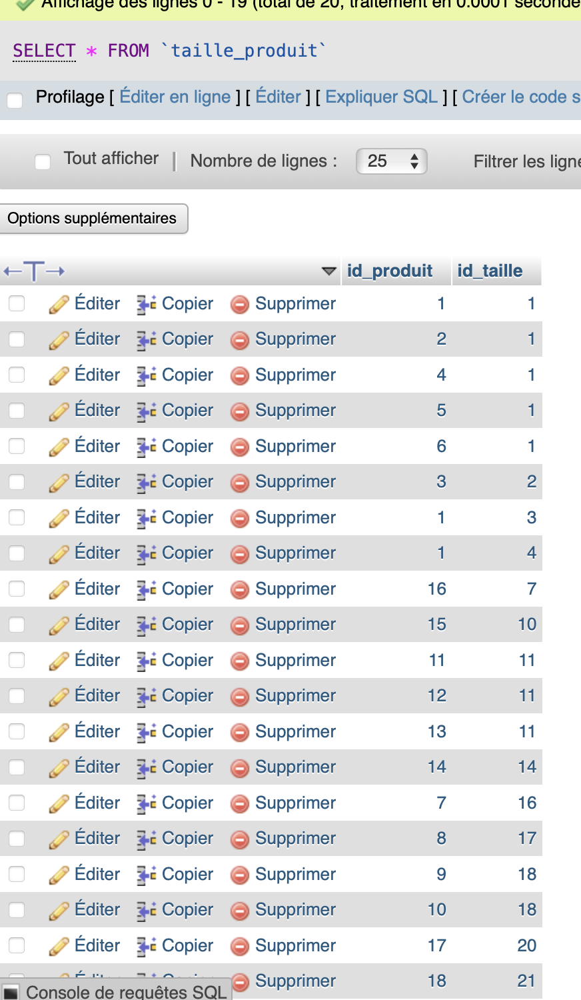 Affichage des lignes 0 - 19 (total de 20, traitement en 0.0001 seconde
SELECT * FROM `taille_produit`
Profilage [ Éditer en ligne ] [ Éditer ] [ Expliquer SQL ] [ Créer le code s
Tout afficher | Nombre de lignes : 25 Filtrer les ligne
Options supplémentaires
←T→ id_produit id_taille
Éditer Copier Supprimer 1 1
Éditer Copier Supprimer 2 1
Éditer Copier Supprimer 4 1
Éditer Copier Supprimer 5 1
Éditer Copier Supprimer 6 1
Éditer Copier Supprimer 3 2
Éditer Copier Supprimer 1 3
Éditer Copier Supprimer 1 4
Éditer Copier Supprimer 16 7
Éditer Copier Supprimer 15 10
Éditer Copier Supprimer 11 11
Éditer Copier Supprimer 12 11
Éditer Copier Supprimer 13 11
Éditer Copier Supprimer 14 14
Éditer Copier Supprimer 7 16
Éditer Copier Supprimer 8 17
Éditer Copier Supprimer 9 18
Éditer Copier Supprimer 10 18
Éditer Copier Supprimer 17 20
Supprimer 18 21
Console de requêtes SQL